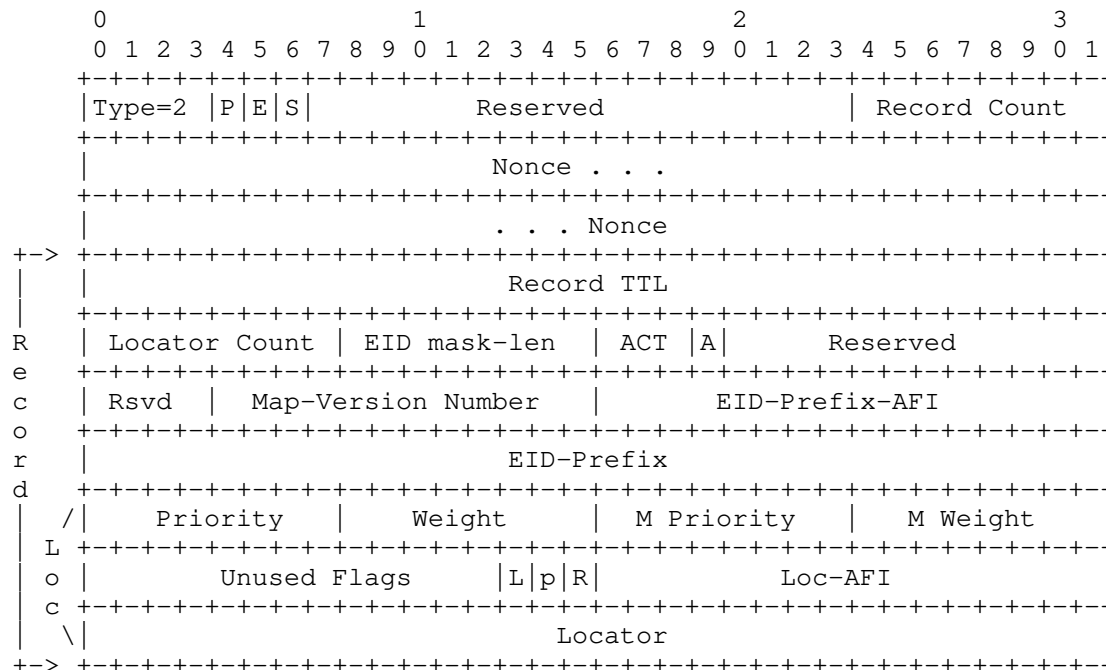 0                   1                   2                   3
        0 1 2 3 4 5 6 7 8 9 0 1 2 3 4 5 6 7 8 9 0 1 2 3 4 5 6 7 8 9 0 1
       +-+-+-+-+-+-+-+-+-+-+-+-+-+-+-+-+-+-+-+-+-+-+-+-+-+-+-+-+-+-+-+-
       |Type=2 |P|E|S|          Reserved               | Record Count
       +-+-+-+-+-+-+-+-+-+-+-+-+-+-+-+-+-+-+-+-+-+-+-+-+-+-+-+-+-+-+-+-
       |                         Nonce . . .
       +-+-+-+-+-+-+-+-+-+-+-+-+-+-+-+-+-+-+-+-+-+-+-+-+-+-+-+-+-+-+-+-
       |                         . . . Nonce
   +-> +-+-+-+-+-+-+-+-+-+-+-+-+-+-+-+-+-+-+-+-+-+-+-+-+-+-+-+-+-+-+-+-
   |   |                          Record TTL
   |   +-+-+-+-+-+-+-+-+-+-+-+-+-+-+-+-+-+-+-+-+-+-+-+-+-+-+-+-+-+-+-+-
   R   | Locator Count | EID mask-len  | ACT |A|      Reserved
   e   +-+-+-+-+-+-+-+-+-+-+-+-+-+-+-+-+-+-+-+-+-+-+-+-+-+-+-+-+-+-+-+-
   c   | Rsvd  |  Map-Version Number   |       EID-Prefix-AFI
   o   +-+-+-+-+-+-+-+-+-+-+-+-+-+-+-+-+-+-+-+-+-+-+-+-+-+-+-+-+-+-+-+-
   r   |                          EID-Prefix
   d   +-+-+-+-+-+-+-+-+-+-+-+-+-+-+-+-+-+-+-+-+-+-+-+-+-+-+-+-+-+-+-+-
   |  /|    Priority   |    Weight     |  M Priority   |   M Weight
   | L +-+-+-+-+-+-+-+-+-+-+-+-+-+-+-+-+-+-+-+-+-+-+-+-+-+-+-+-+-+-+-+-
   | o |        Unused Flags     |L|p|R|           Loc-AFI
   | c +-+-+-+-+-+-+-+-+-+-+-+-+-+-+-+-+-+-+-+-+-+-+-+-+-+-+-+-+-+-+-+-
   |  \|                             Locator
   +-> +-+-+-+-+-+-+-+-+-+-+-+-+-+-+-+-+-+-+-+-+-+-+-+-+-+-+-+-+-+-+-+-